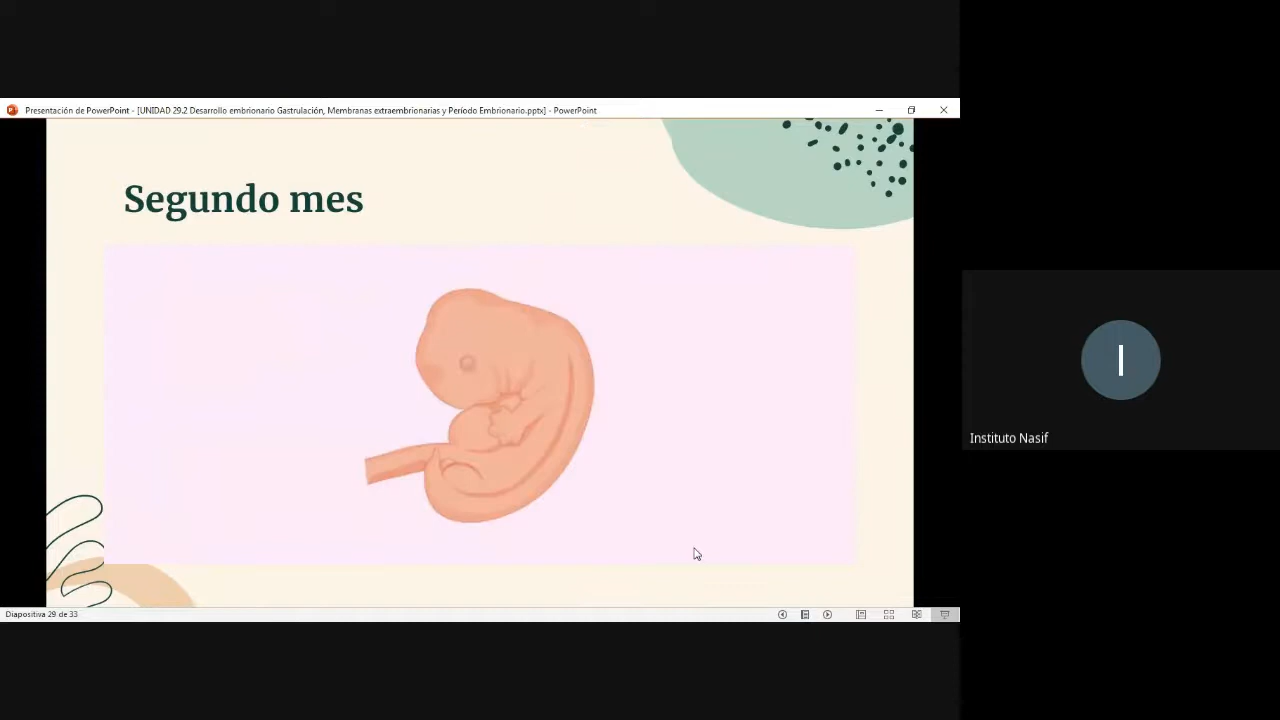 Presentación de PowerPoint - [UNIDAD 29.2 Desarrollo embrionario Gastrulación, Membranas extraembrionarias y Período Embrionario.pptx] - PowerPoint
Segundo mes
I
Instituto Nasif
Diapositiva 29 de 33